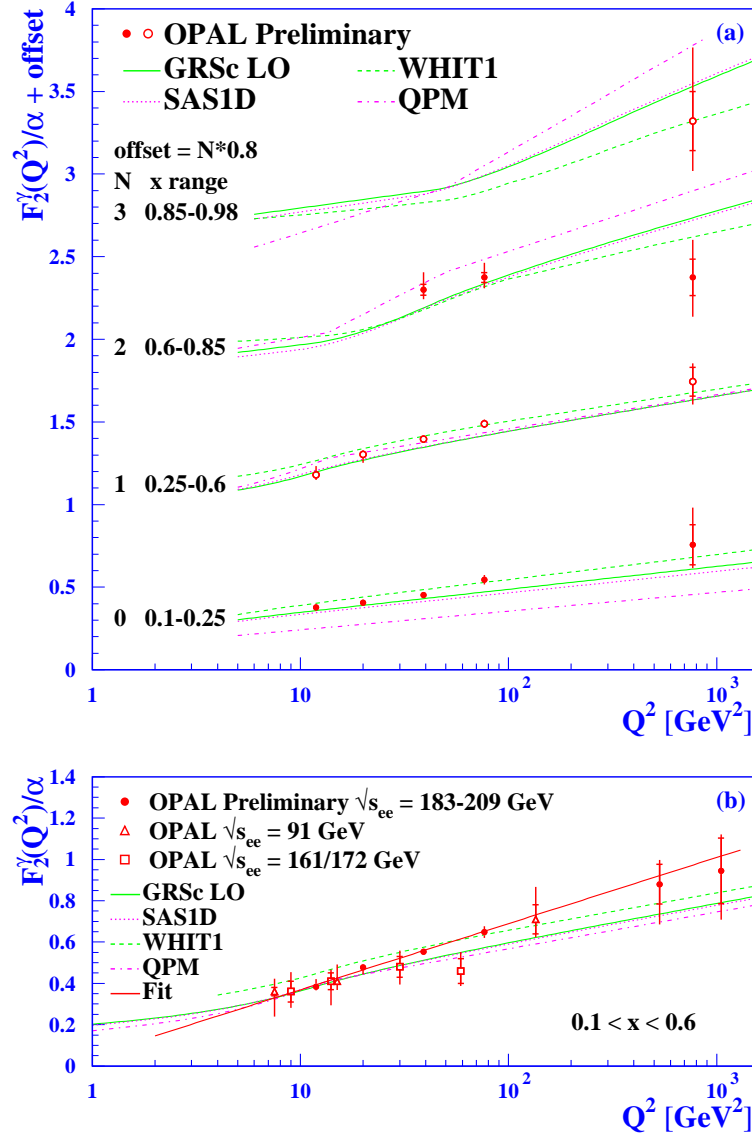 (a)
OPAL Preliminary
GRSc LO WHIT1
SAS1D QPM
offset = N*0.8
N x range
3 0.85-0.98
2 0.6-0.85
1 0.25-0.6
0 0.1-0.25
F₂^γ(Q²)/α + offset
4
3.5
3
2.5
2
1.5
1
0.5
0
1 10 10² 10³
Q² [GeV²]
(b)
OPAL Preliminary √s_ee = 183-209 GeV
OPAL √s_ee = 91 GeV
OPAL √s_ee = 161/172 GeV
GRSc LO
SAS1D
WHIT1
QPM
Fit
0.1 < x < 0.6
F₂^γ(Q²)/α
1.4
1.2
1
0.8
0.6
0.4
0.2
0
1 10 10² 10³
Q² [GeV²]